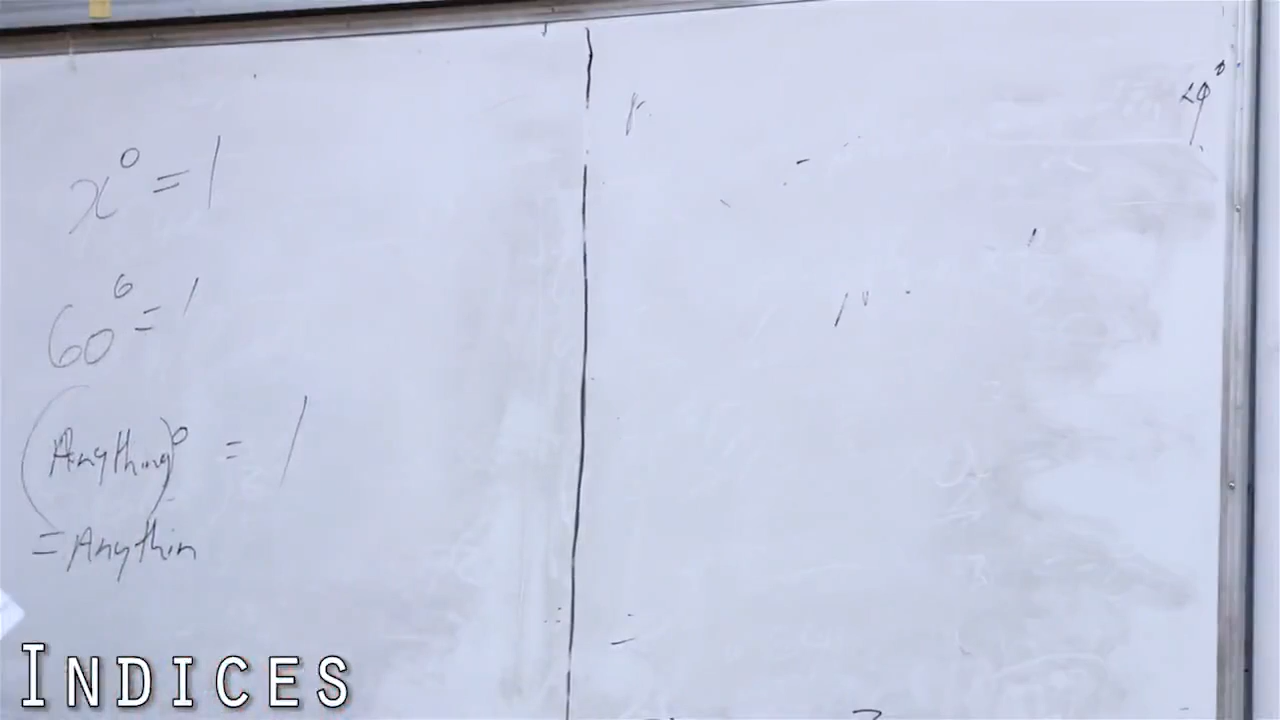 x⁰ = 1
60⁰ = 1
(Anything)⁰ = 1
= Anythin
INDICES